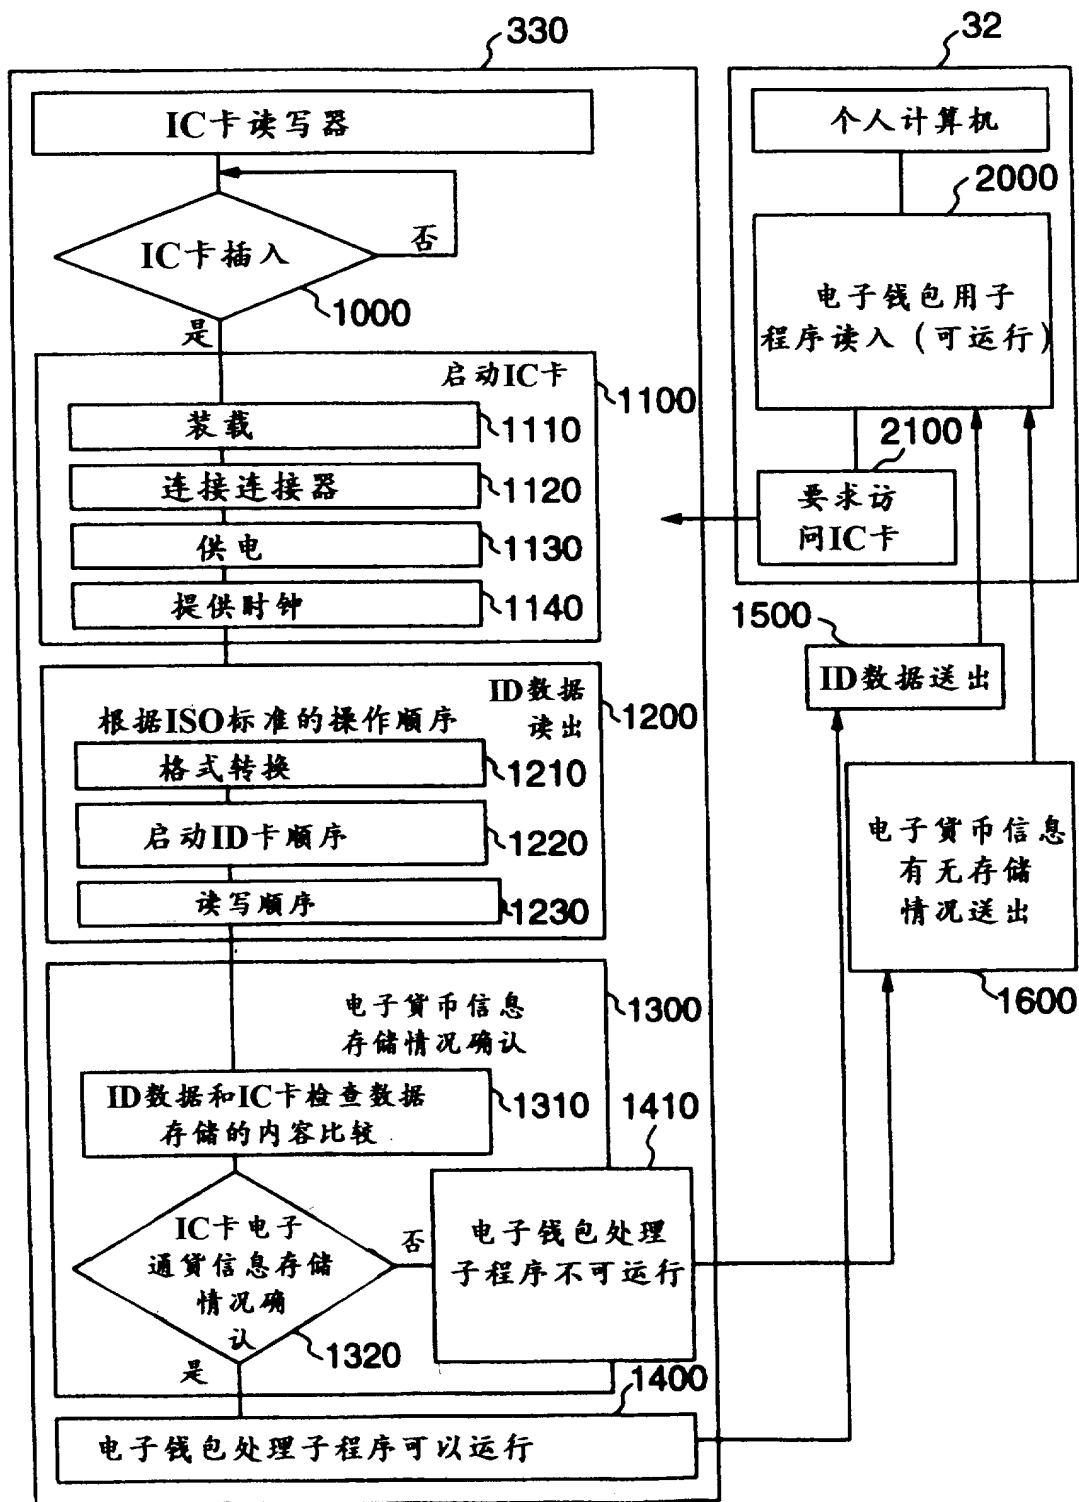 330
IC卡读写器
IC卡插入
否
1000
是
启动IC卡
1100
装载
1110
连接连接器
1120
供电
1130
提供时钟
1140
ID数据
读出
1200
根据ISO标准的操作顺序
格式转换
1210
启动ID卡顺序
1220
读写顺序
1230
1300
电子货币信息
存储情况确认
ID数据和IC卡检查数据
存储的内容比较
1310
1410
IC卡电子
通货信息存储
情况确
认
否
1320
是
电子钱包处理
子程序不可运行
1400
电子钱包处理子程序可以运行
32
个人计算机
2000
电子钱包用子
程序读入（可运行）
2100
要求访
问IC卡
1500
ID数据送出
电子货币信息
有无存储
情况送出
1600